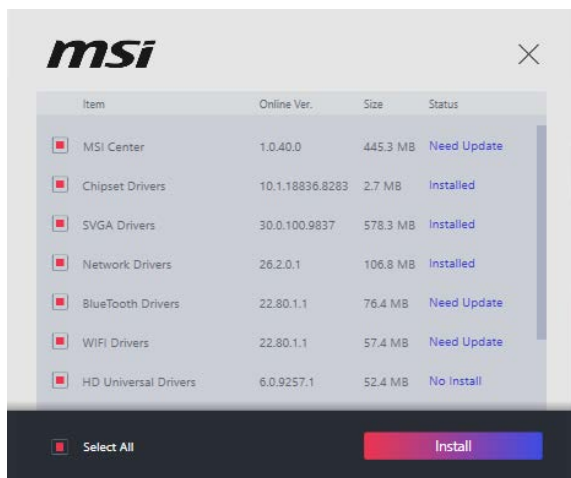 msi
Item Online Ver. Size Status
MSI Center 1.0.40.0 445.3 MB Need Update
Chipset Drivers 10.1.18836.8283 2.7 MB Installed
SVGA Drivers 30.0.100.9837 578.3 MB Installed
Network Drivers 26.2.0.1 106.8 MB Installed
BlueTooth Drivers 22.80.1.1 76.4 MB Need Update
WIFI Drivers 22.80.1.1 57.4 MB Need Update
HD Universal Drivers 6.0.9257.1 52.4 MB No Install
Select All Install